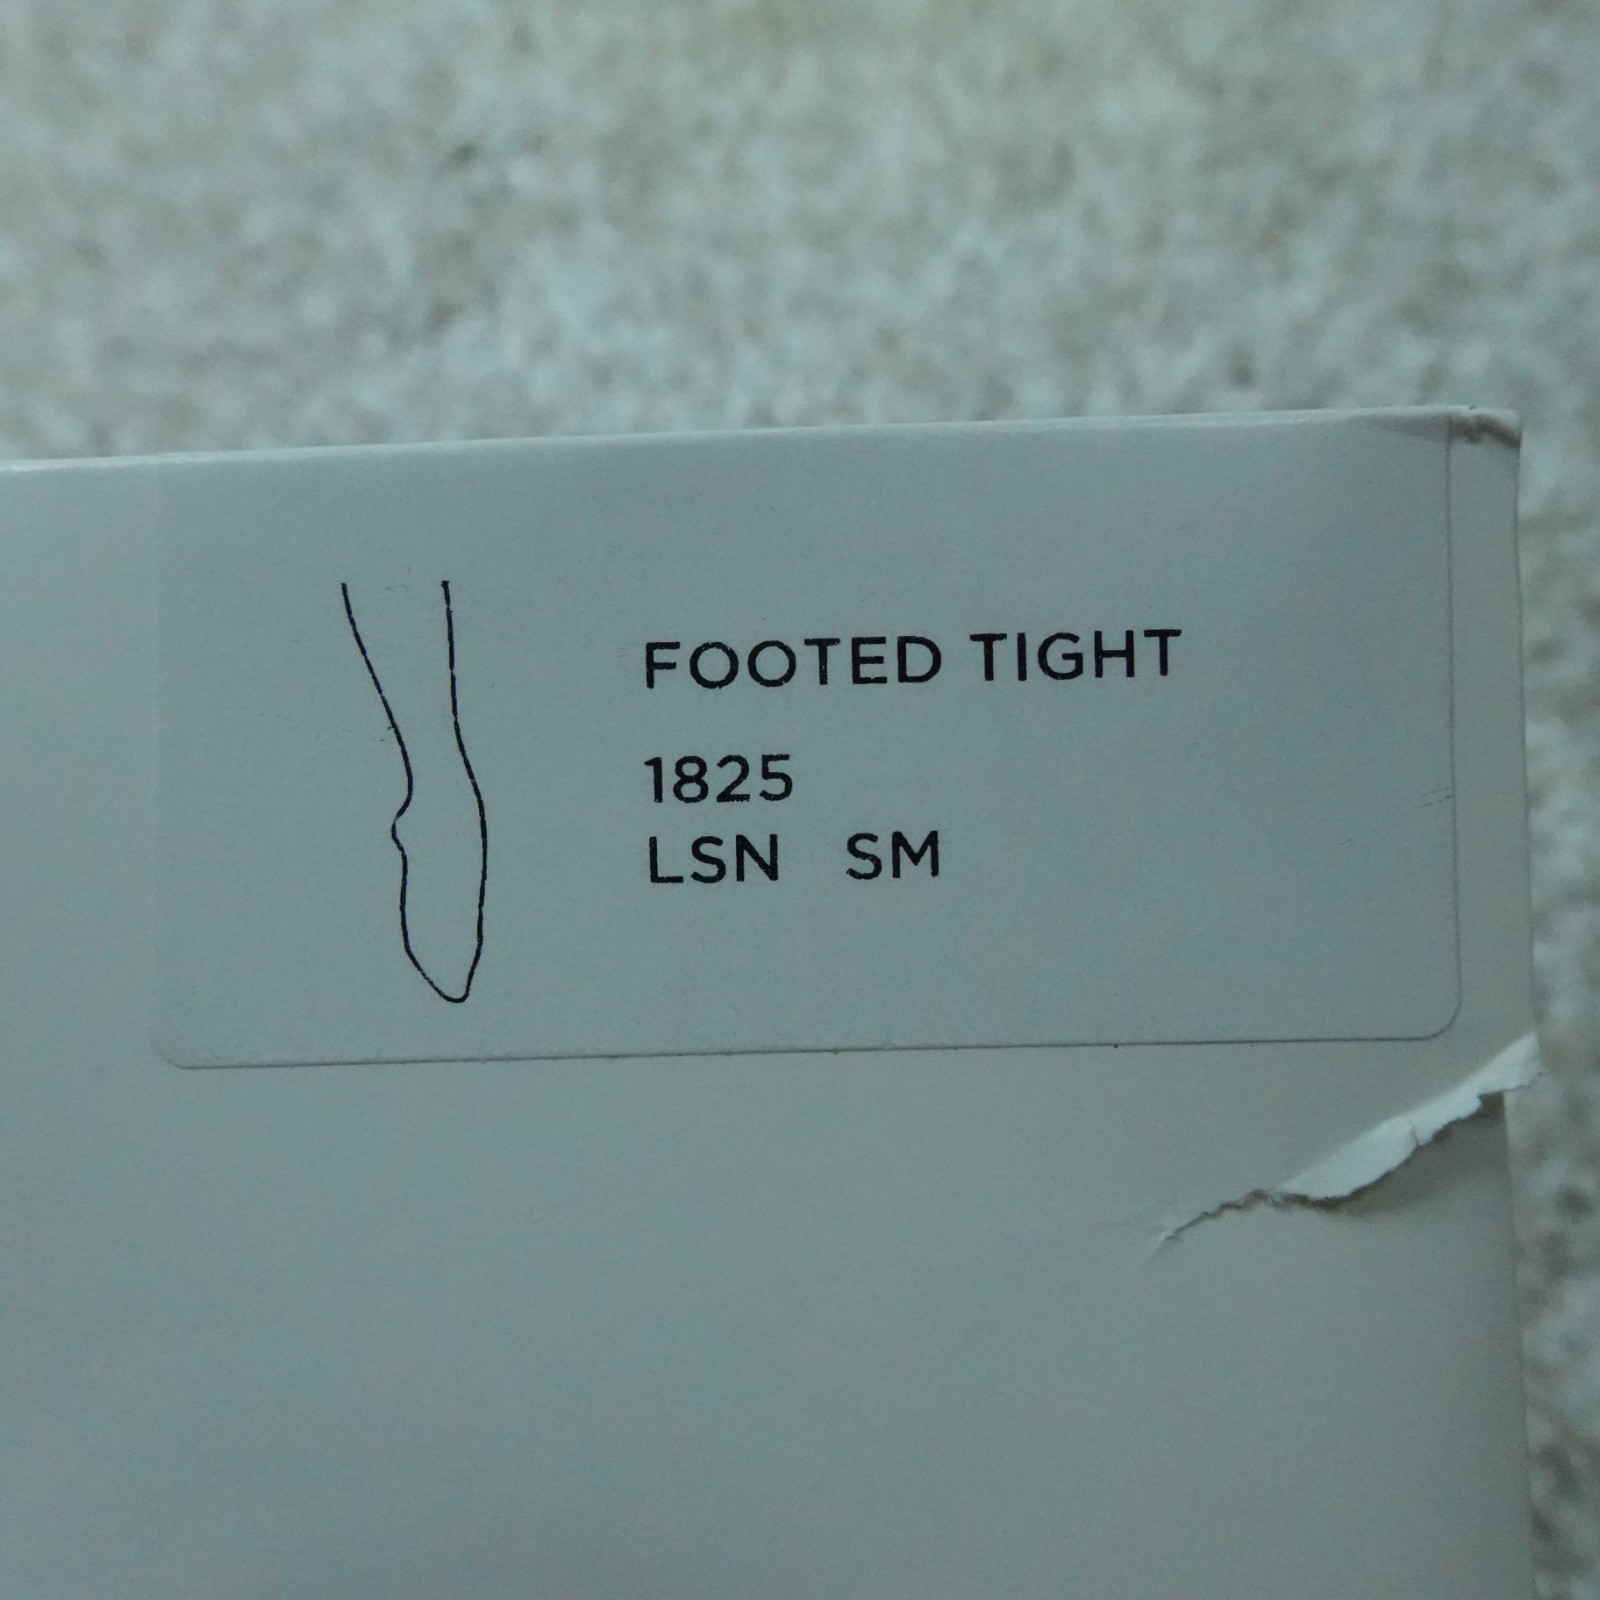 FOOTED TIGHT
1825
LSN SM